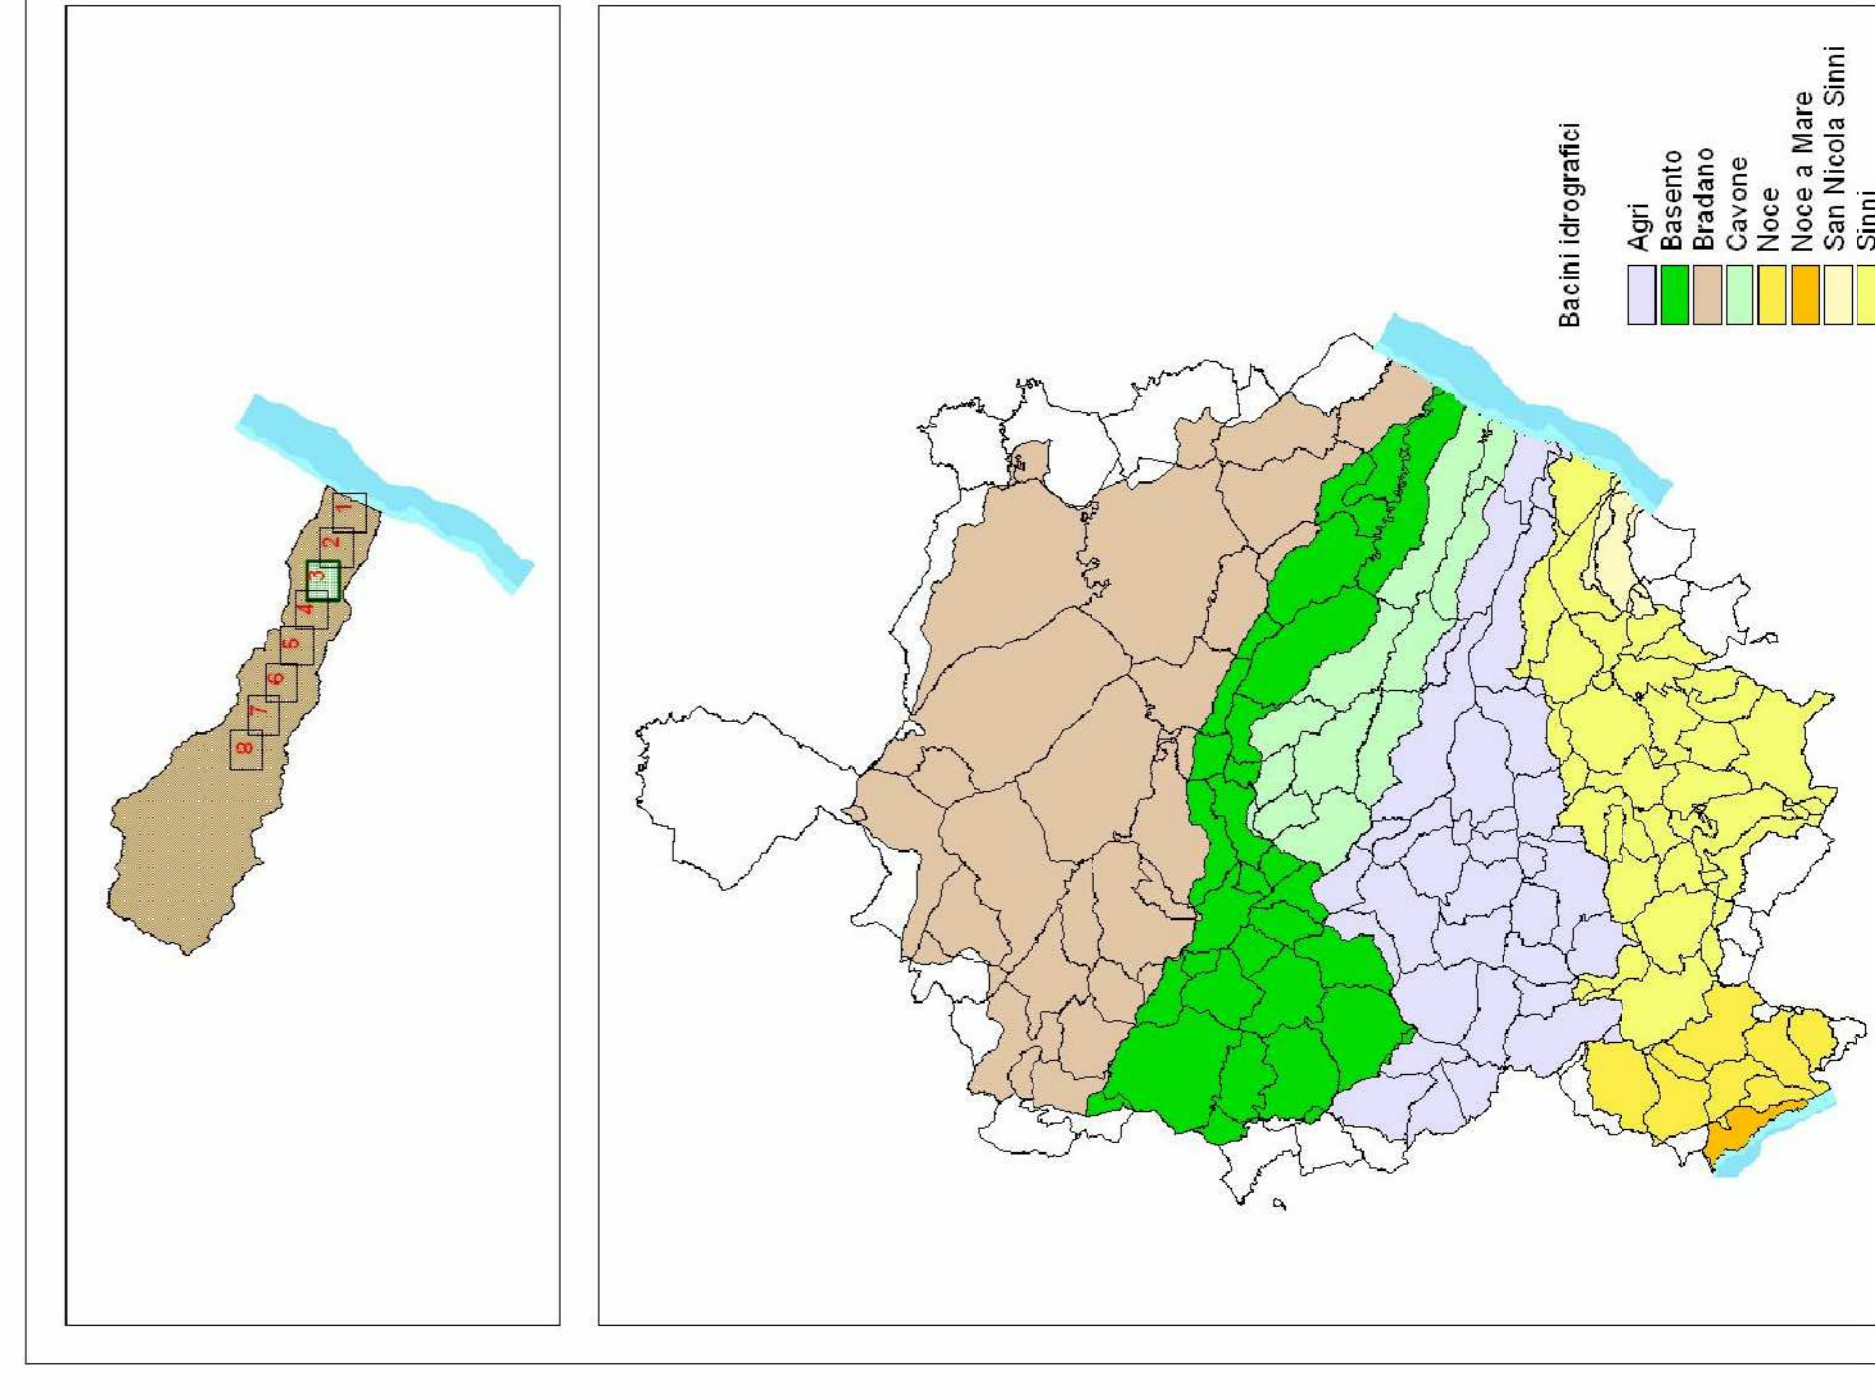 1
2
3
4
5
6
7
8
Bacini idrografici
Agri
Basento
Bradano
Cavone
Noce
Noce a Mare
San Nicola Sinni
Sinni